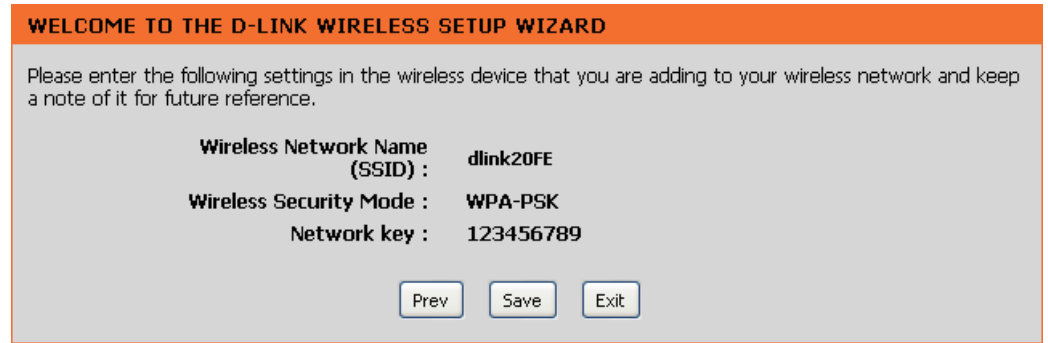 WELCOME TO THE D-LINK WIRELESS SETUP WIZARD
Please enter the following settings in the wireless device that you are adding to your wireless network and keep
a note of it for future reference.
Wireless Network Name
(SSID) : dlink20FE
Wireless Security Mode : WPA-PSK
Network key : 123456789
Prev Save Exit